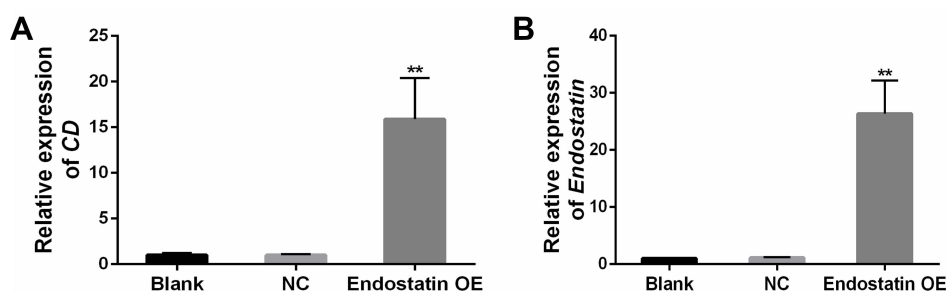 A
Relative expression
of CD
25
20
15
10
5
0
**
Blank
NC
Endostatin OE
B
Relative expression
of Endostatin
40
30
20
10
0
**
Blank
NC
Endostatin OE